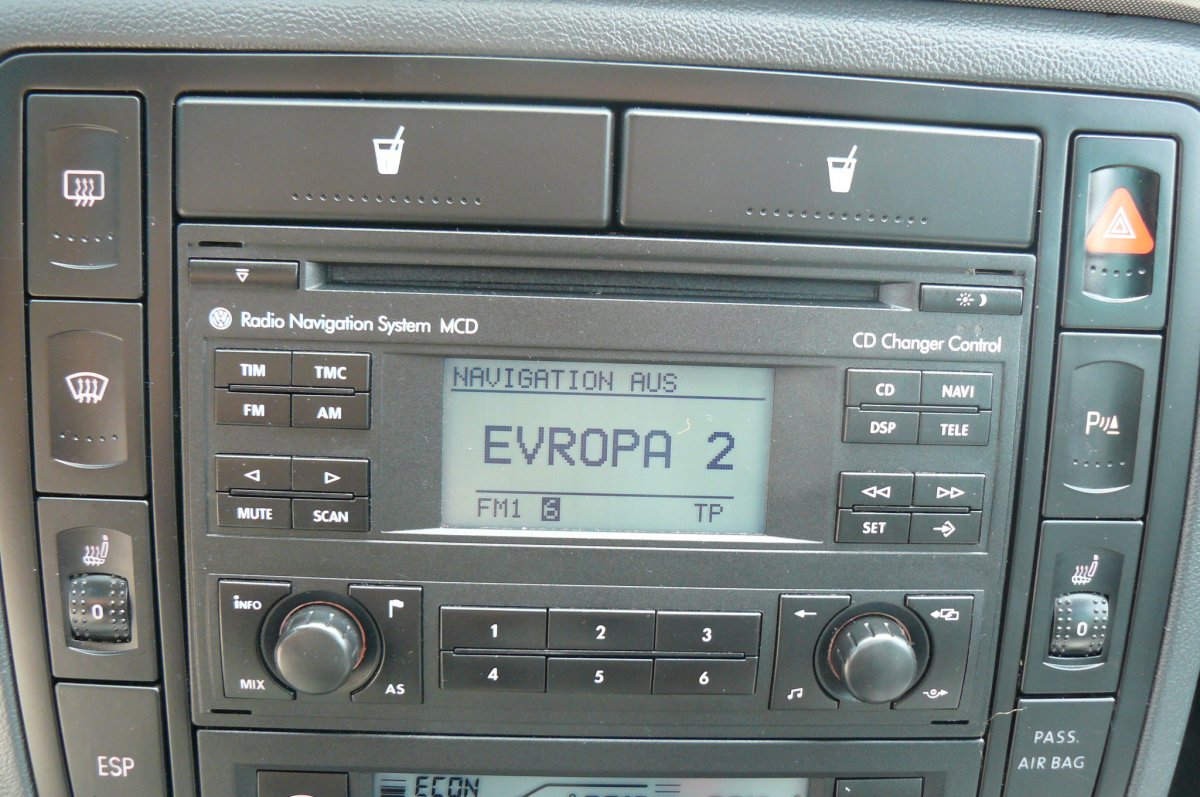 Radio Navigation System MCD
CD Changer Control
TIM TMC
FM AM
MUTE SCAN
NAVIGATION AUS
EVROPA 2
FM1 6 TP
CD NAVI
DSP TELE
SET
INFO
MIX
AS
1 2 3
4 5 6
0
0
P
ESP
PASS.
AIR BAG
ECON